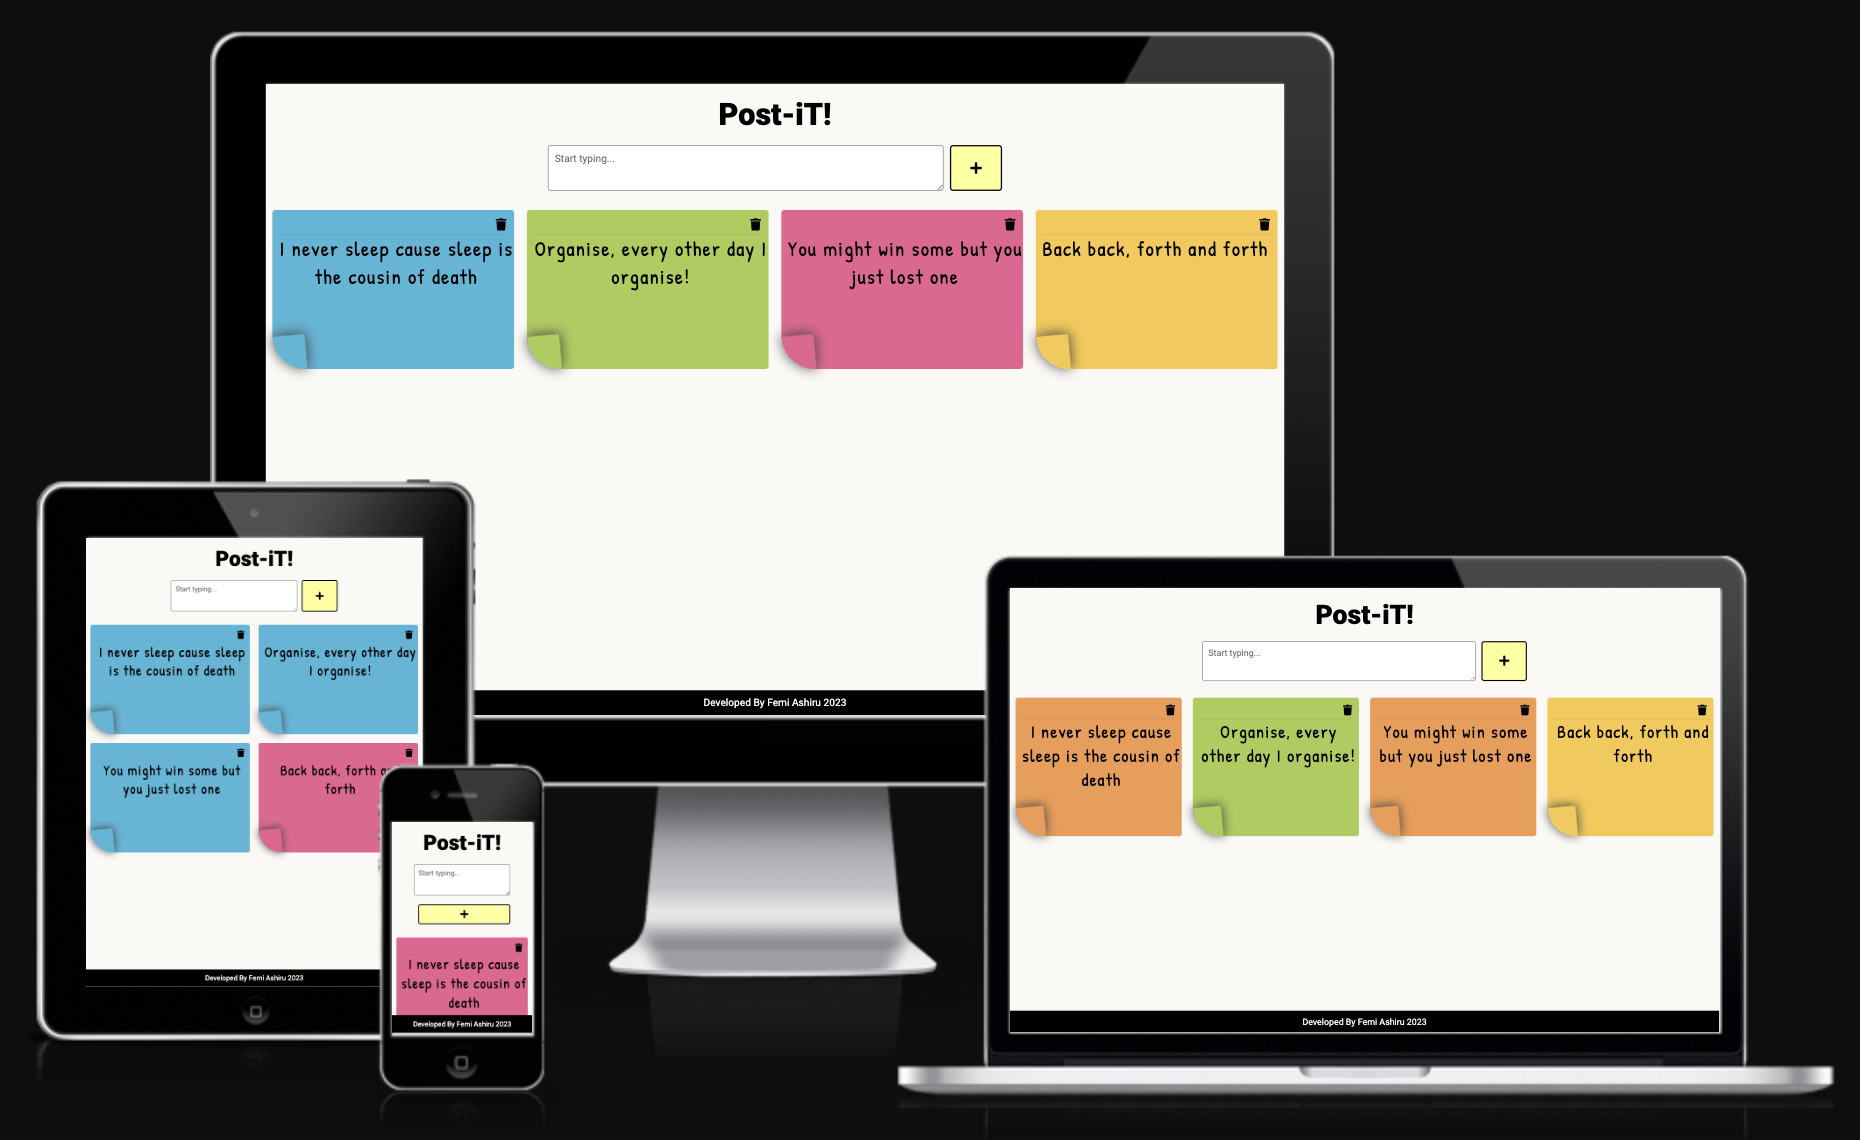 Post-iT!
Start typing...
+
I never sleep cause sleep is
the cousin of death
Organise, every other day I
organise!
You might win some but you
just lost one
Back back, forth and forth
Developed By Femi Ashiru 2023
Post-iT!
Start typing...
+
I never sleep cause sleep
is the cousin of death
Organise, every other day
I organise!
You might win some but
you just lost one
Back back, forth
forth
Developed By Femi Ashiru 2023
Post-iT!
Start typing...
+
I never sleep cause
sleep is the cousin of
death
Developed By Femi Ashiru 2023
Post-iT!
Start typing...
+
I never sleep cause
sleep is the cousin of
death
Organise, every
other day I organise!
You might win some
but you just lost one
Back back, forth and
forth
Developed By Femi Ashiru 2023